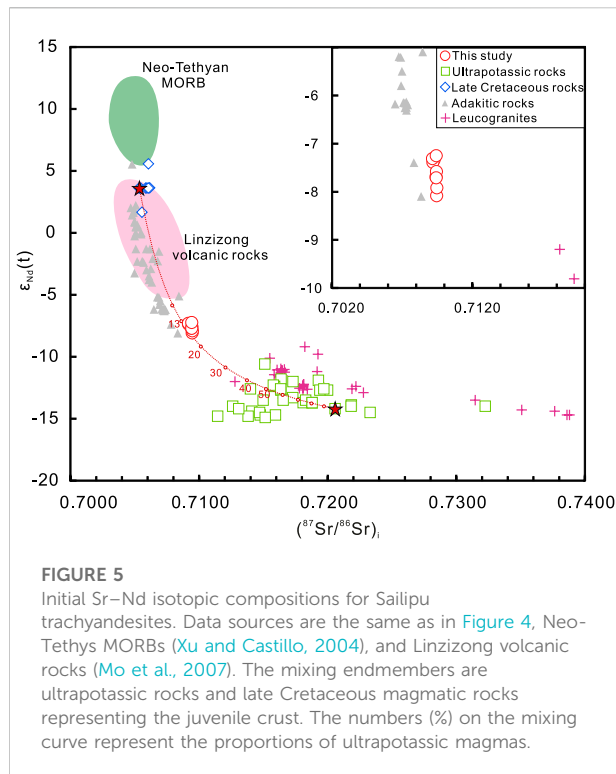 15
10
5
0
-5
-10
-15
-20
εNd(t)
Neo-Tethyan
MORB
Linzizong
volcanic rocks
13
20
30
40
50
0.7000
0.7100
0.7200
0.7300
0.7400
(87Sr/86Sr)i
-6
-7
-8
-9
-10
0.7020
0.7120
This study
Ultrapotassic rocks
Late Cretaceous rocks
Adakitic rocks
Leucogranites
FIGURE 5
Initial Sr–Nd isotopic compositions for Sailipu
trachyandesites. Data sources are the same as in Figure 4, Neo-
Tethys MORBs (Xu and Castillo, 2004), and Linzizong volcanic
rocks (Mo et al., 2007). The mixing endmembers are
ultrapotassic rocks and late Cretaceous magmatic rocks
representing the juvenile crust. The numbers (%) on the mixing
curve represent the proportions of ultrapotassic magmas.